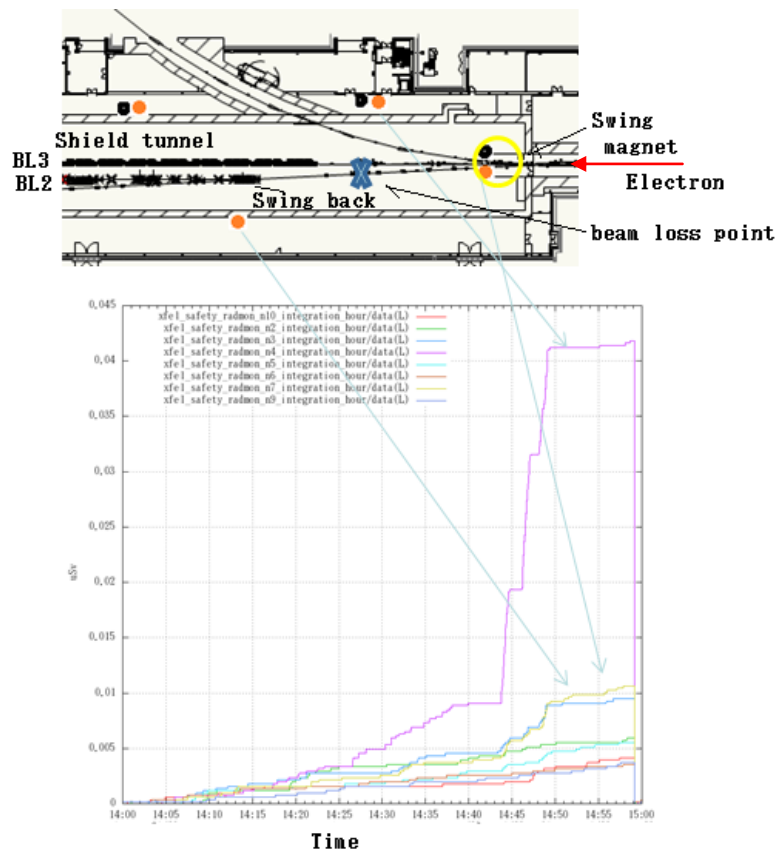 Swing
magnet
Shield tunnel
BL3
BL2
Electron
Swing back
beam loss point
0.045
xfel_safety_radmon_n10_integration_hour/data(L)
xfel_safety_radmon_n2_integration_hour/data(L)
xfel_safety_radmon_n3_integration_hour/data(L)
xfel_safety_radmon_n4_integration_hour/data(L)
xfel_safety_radmon_n5_integration_hour/data(L)
xfel_safety_radmon_n6_integration_hour/data(L)
xfel_safety_radmon_n7_integration_hour/data(L)
xfel_safety_radmon_n9_integration_hour/data(L)
0.04
0.035
0.03
0.025
uSv
0.02
0.015
0.01
0.005
0
14:00 14:05 14:10 14:15 14:20 14:25 14:30 14:35 14:40 14:45 14:50 14:55 15:00
Time